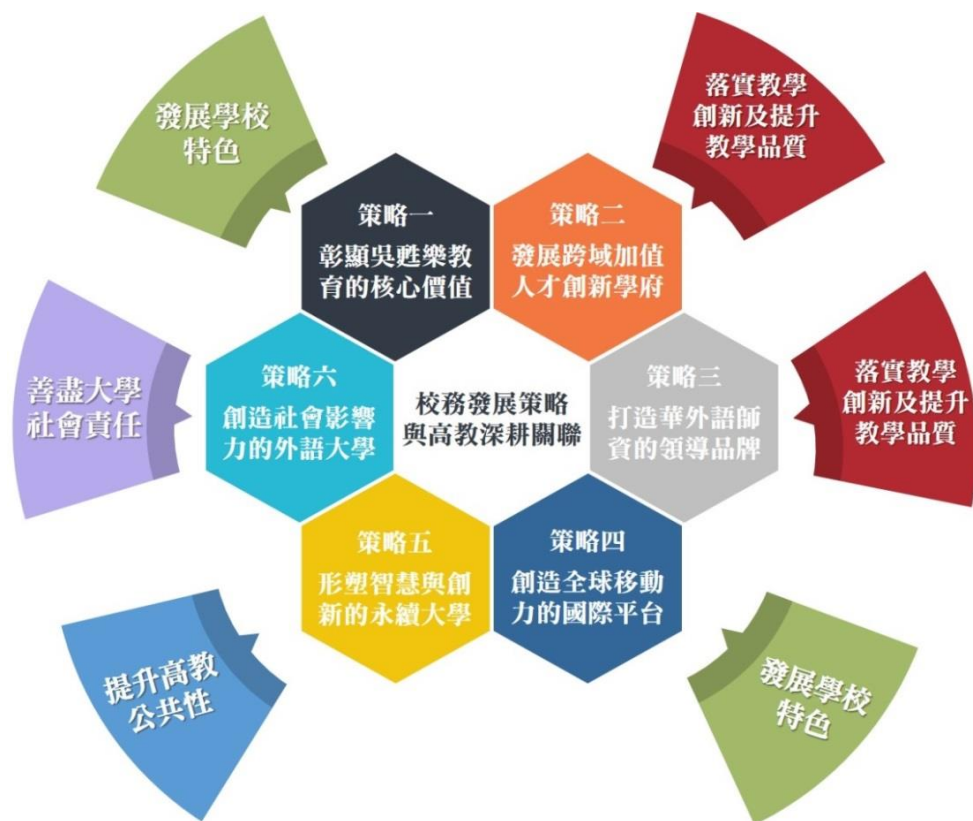 發展學校
特色
落實教學
創新及提升
教學品質
策略一
彰顯吳甦樂教
育的核心價值
策略二
發展跨域加值
人才創新學府
善盡大學
社會責任
策略六
創造社會影響
力的外語大學
校務發展策略
與高教深耕關聯
策略三
打造華外語師
資的領導品牌
落實教學
創新及提升
教學品質
策略五
形塑智慧與創
新的永續大學
策略四
創造全球移動
力的國際平台
提升高教
公共性
發展學校
特色